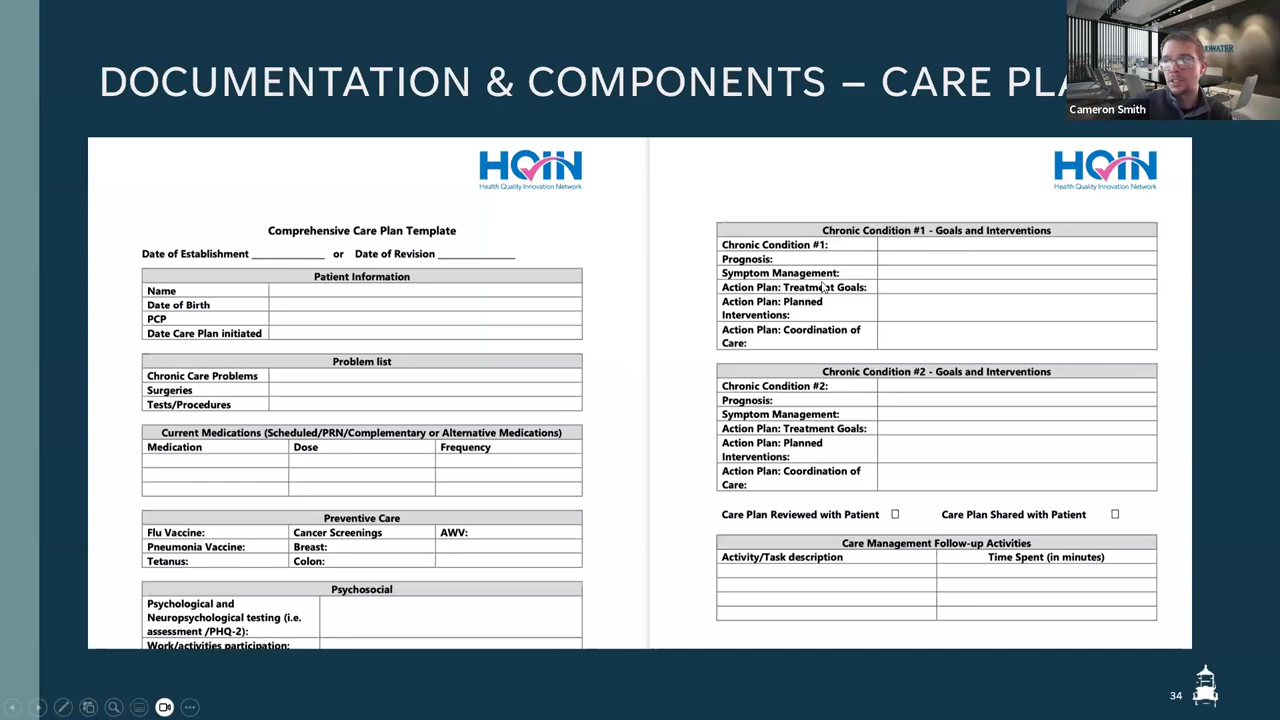 DOCUMENTATION & COMPONENTS – CARE PLA
Cameron Smith
HQIN
Health Quality Innovation Network
Comprehensive Care Plan Template
Date of Establishment _____________ or Date of Revision ______________
Patient Information
Name
Date of Birth
PCP
Date Care Plan initiated
Problem list
Chronic Care Problems
Surgeries
Tests/Procedures
Current Medications (Scheduled/PRN/Complementary or Alternative Medications)
Medication Dose Frequency
Preventive Care
Flu Vaccine: Cancer Screenings AWV:
Pneumonia Vaccine: Breast:
Tetanus: Colon:
Psychosocial
Psychological and
Neuropsychological testing (i.e.
assessment /PHQ-2):
Work/activities participation:
HQIN
Health Quality Innovation Network
Chronic Condition #1 - Goals and Interventions
Chronic Condition #1:
Prognosis:
Symptom Management:
Action Plan: Treatment Goals:
Action Plan: Planned
Interventions:
Action Plan: Coordination of
Care:
Chronic Condition #2 - Goals and Interventions
Chronic Condition #2:
Prognosis:
Symptom Management:
Action Plan: Treatment Goals:
Action Plan: Planned
Interventions:
Action Plan: Coordination of
Care:
Care Plan Reviewed with Patient ☐ Care Plan Shared with Patient ☐
Care Management Follow-up Activities
Activity/Task description Time Spent (in minutes)
34